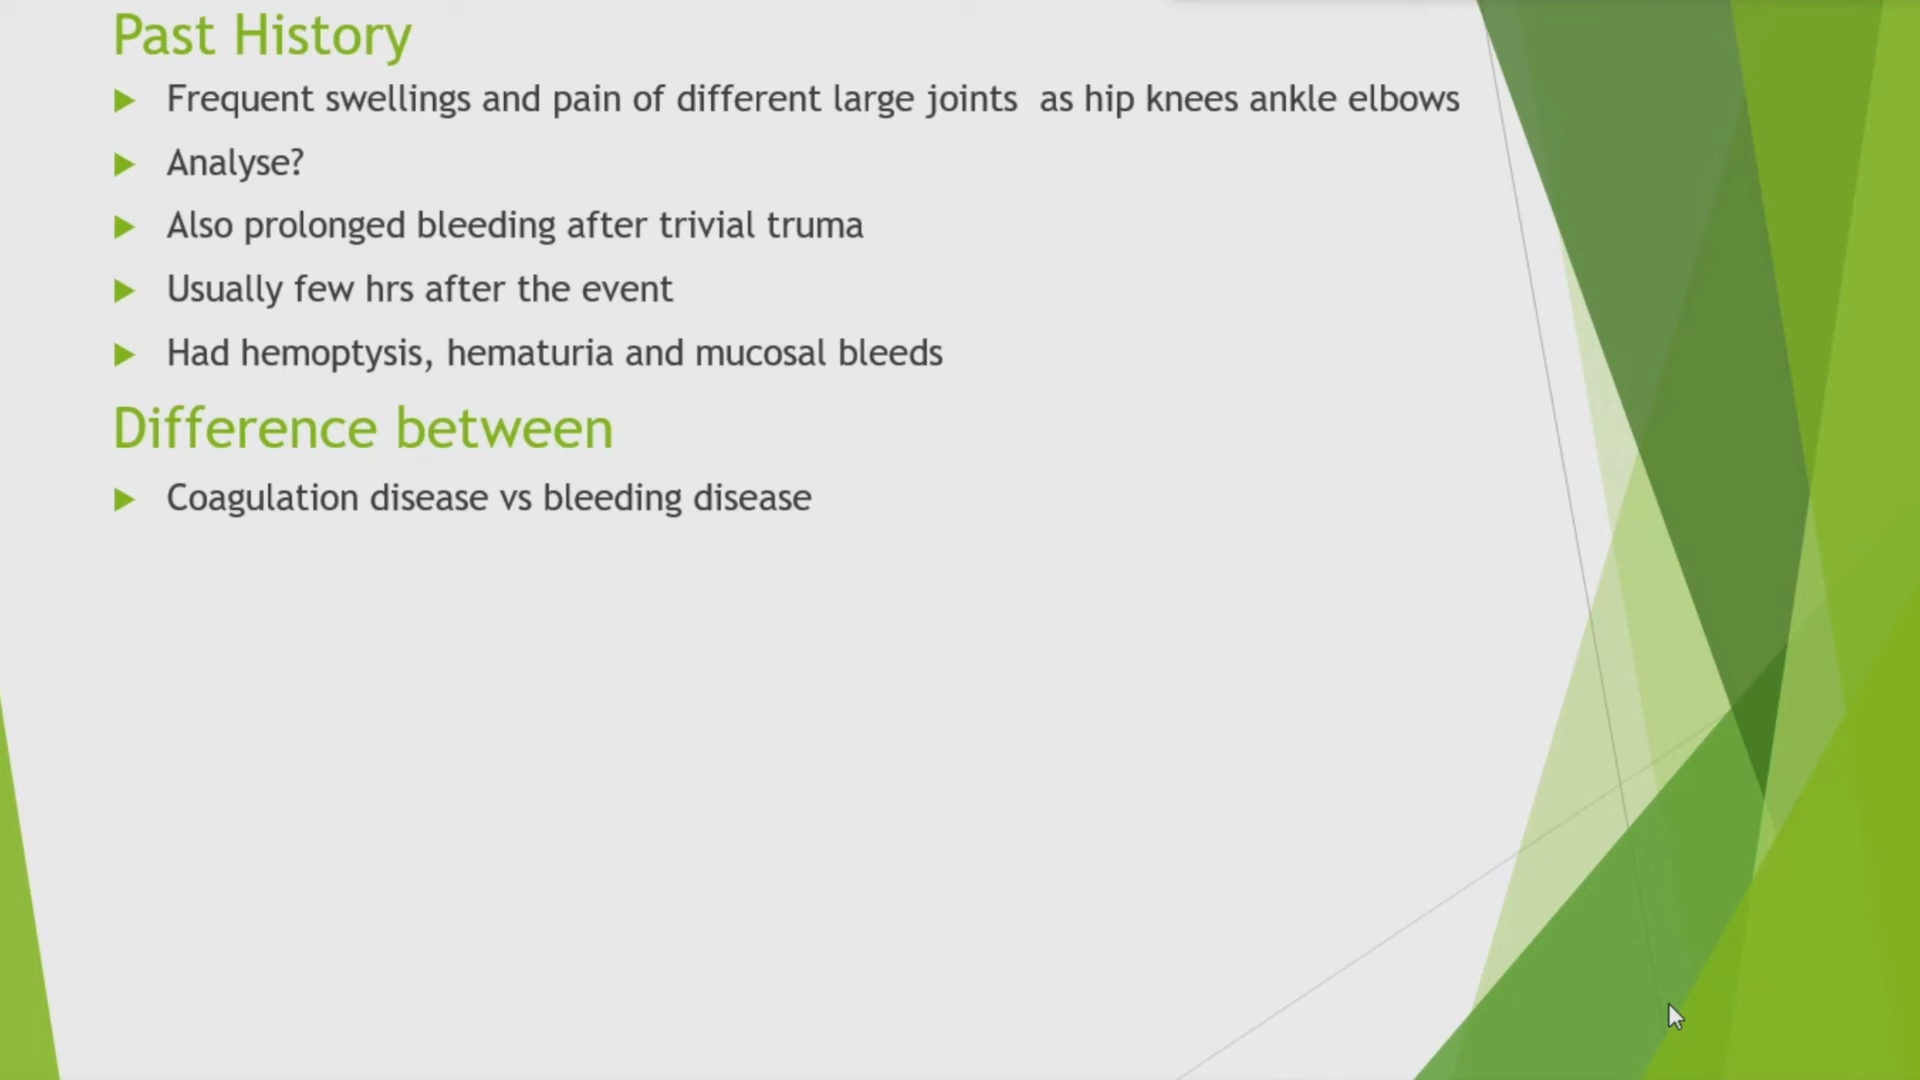 Past History
Frequent swellings and pain of different large joints  as hip knees ankle elbows
Analyse?
Also prolonged bleeding after trivial truma
Usually few hrs after the event
Had hemoptysis, hematuria and mucosal bleeds
Difference between
Coagulation disease vs bleeding disease